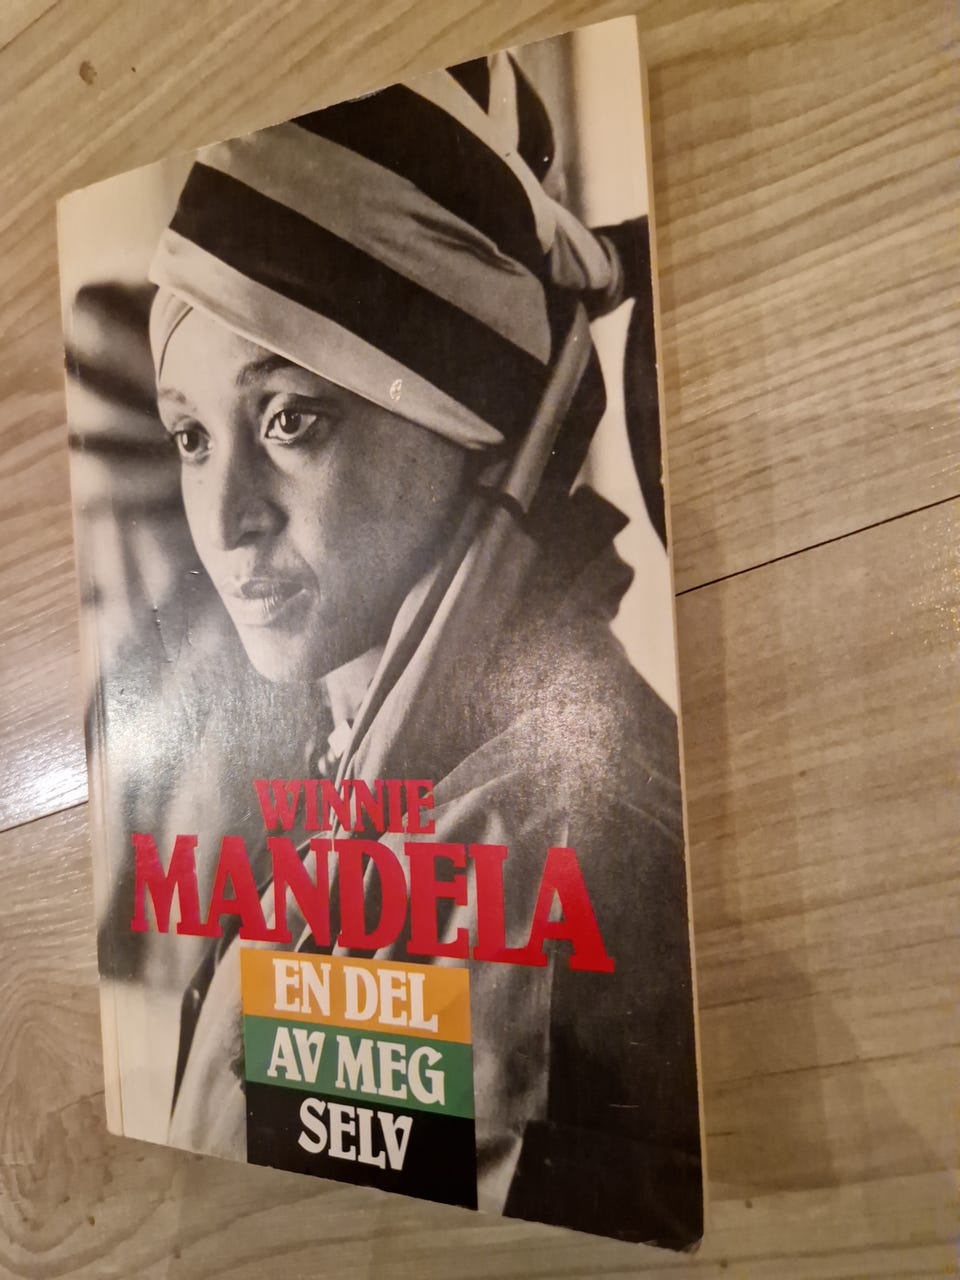 WINNIE
MANDELA
EN DEL
AV MEG
SELV